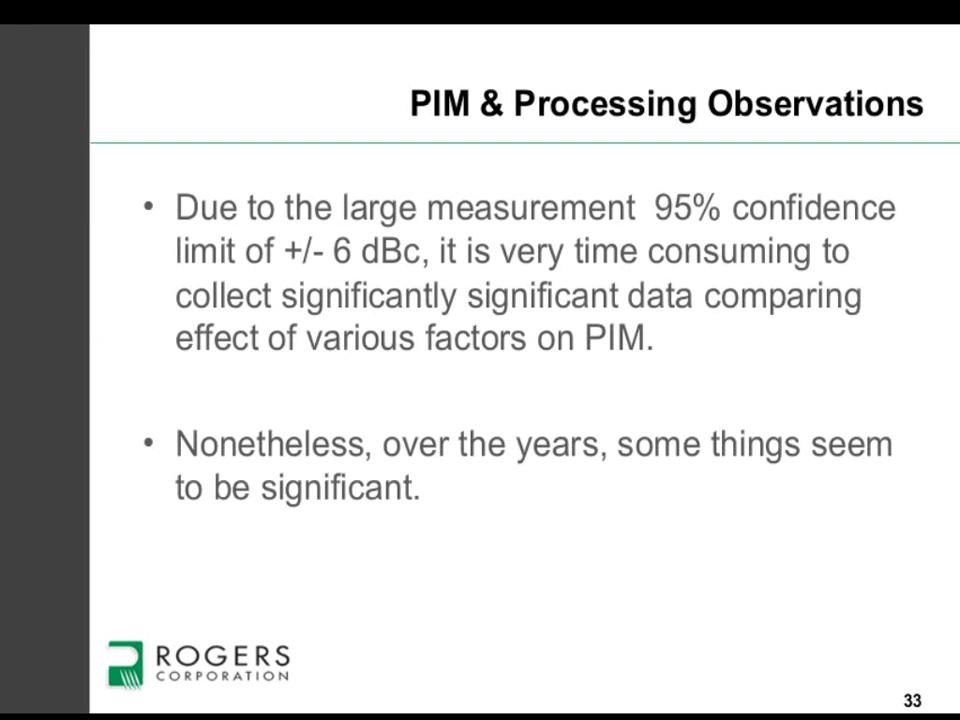 PIM & Processing Observations
• Due to the large measurement  95% confidence
limit of +/- 6 dBc, it is very time consuming to
collect significantly significant data comparing
effect of various factors on PIM.
• Nonetheless, over the years, some things seem
to be significant.
ROGERS
CORPORATION
33